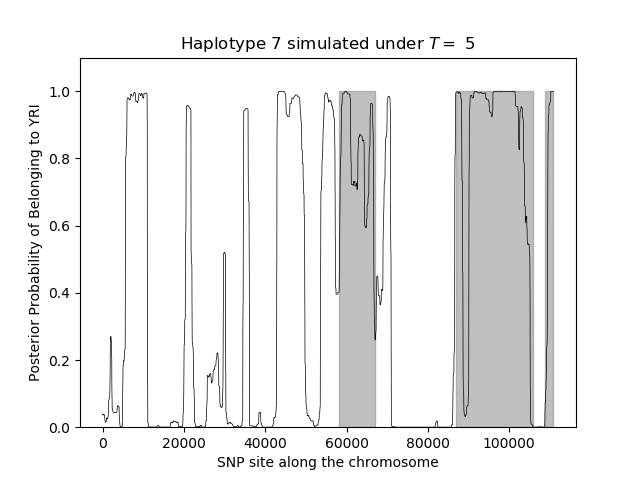 Haplotype 7 simulated under T = 5
Posterior Probability of Belonging to YRI
1.0
0.8
0.6
0.4
0.2
0.0
0 20000 40000 60000 80000 100000
SNP site along the chromosome